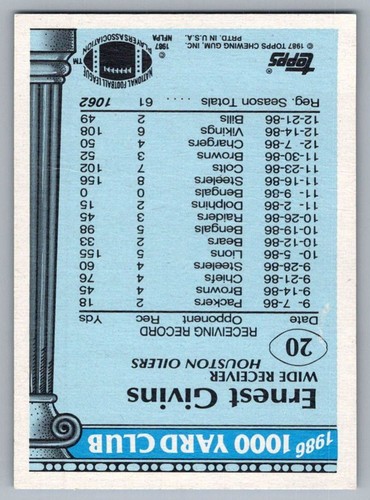 1986 1000 YARD CLUB
Ernest Givins
WIDE RECEIVER
HOUSTON OILERS
20
RECEIVING RECORD
Date Opponent Rec Yds
9- 7-86 Packers 2 18
9-14-86 Browns 4 45
9-21-86 Chiefs 4 76
9-28-86 Steelers 4 60
10- 5-86 Lions 5 155
10-12-86 Bears 2 33
10-19-86 Bengals 5 98
10-26-86 Raiders 3 45
11- 2-86 Dolphins 2 15
11- 9-86 Bengals 0 0
11-16-86 Steelers 8 156
11-23-86 Colts 7 102
11-30-86 Browns 3 52
12- 7-86 Chargers 4 50
12-14-86 Vikings 6 108
12-21-86 Bills 2 49
Reg. Season Totals 61 .... 1062
topps®
© 1987 TOPPS CHEWING GUM, INC.
PRTD. IN U.S.A.
NATIONAL FOOTBALL LEAGUE PLAYERS ASSOCIATION
TM
© 1987
NFLPA